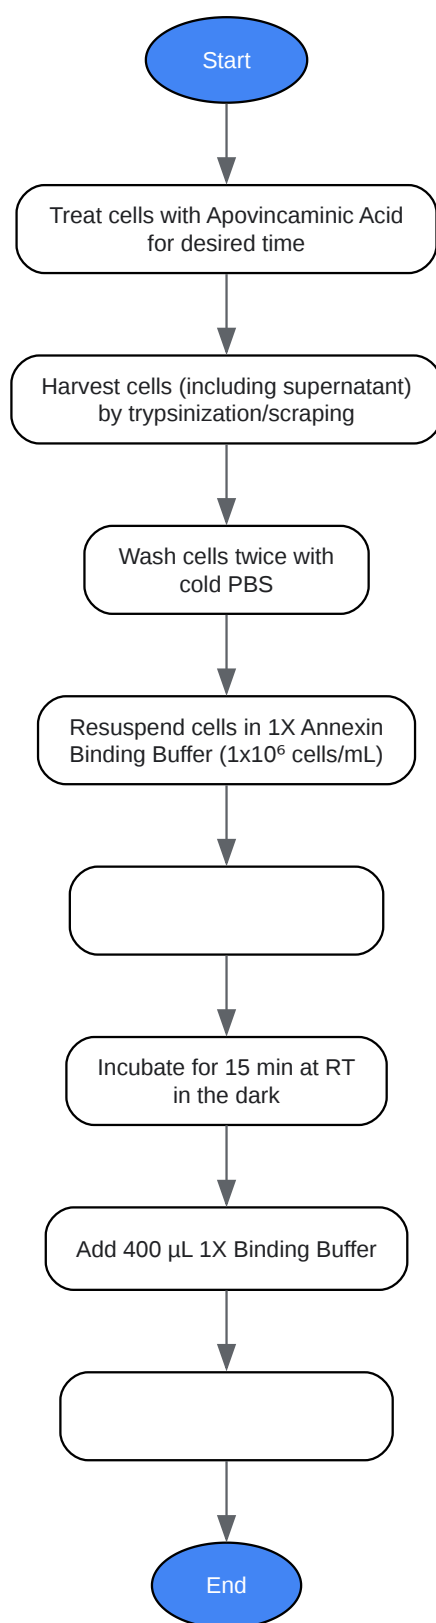 Start
Treat cells with Apovincaminic Acid
for desired time
Harvest cells (including supernatant)
by trypsinization/scraping
Wash cells twice with
cold PBS
Resuspend cells in 1X Annexin
Binding Buffer (1x10⁶ cells/mL)
Incubate for 15 min at RT
in the dark
Add 400 µL 1X Binding Buffer
End